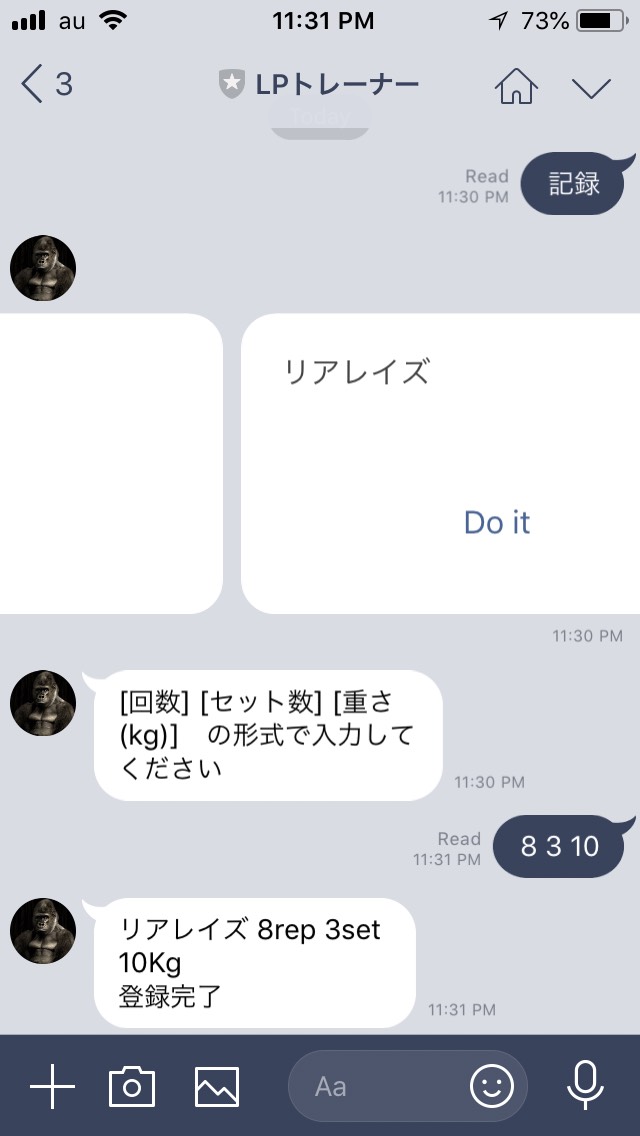 au 11:31 PM 73%
3 LPトレーナー
Today
Read
11:30 PM
記録
リアレイズ
Do it
11:30 PM
[回数] [セット数] [重さ
(kg)]　の形式で入力して
ください
11:30 PM
Read
11:31 PM
8 3 10
リアレイズ 8rep 3set
10Kg
登録完了
11:31 PM
Aa